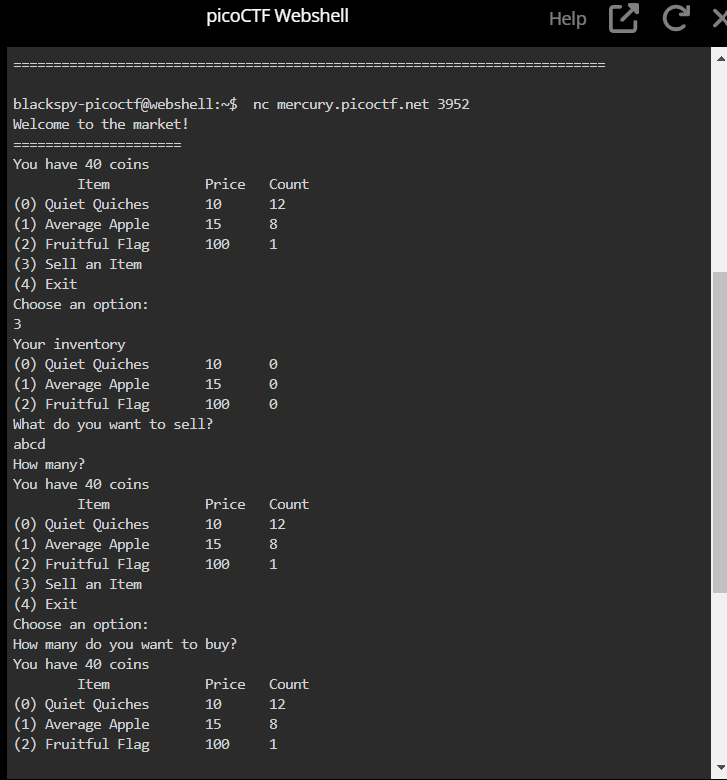 picoCTF Webshell
Help
==========================================================================
blackspy-picoctf@webshell:~$  nc mercury.picoctf.net 3952
Welcome to the market!
=====================
You have 40 coins
        Item            Price   Count
(0) Quiet Quiches       10      12
(1) Average Apple       15      8
(2) Fruitful Flag       100     1
(3) Sell an Item
(4) Exit
Choose an option:
3
Your inventory
(0) Quiet Quiches       10      0
(1) Average Apple       15      0
(2) Fruitful Flag       100     0
What do you want to sell?
abcd
How many?
You have 40 coins
        Item            Price   Count
(0) Quiet Quiches       10      12
(1) Average Apple       15      8
(2) Fruitful Flag       100     1
(3) Sell an Item
(4) Exit
Choose an option:
How many do you want to buy?
You have 40 coins
        Item            Price   Count
(0) Quiet Quiches       10      12
(1) Average Apple       15      8
(2) Fruitful Flag       100     1